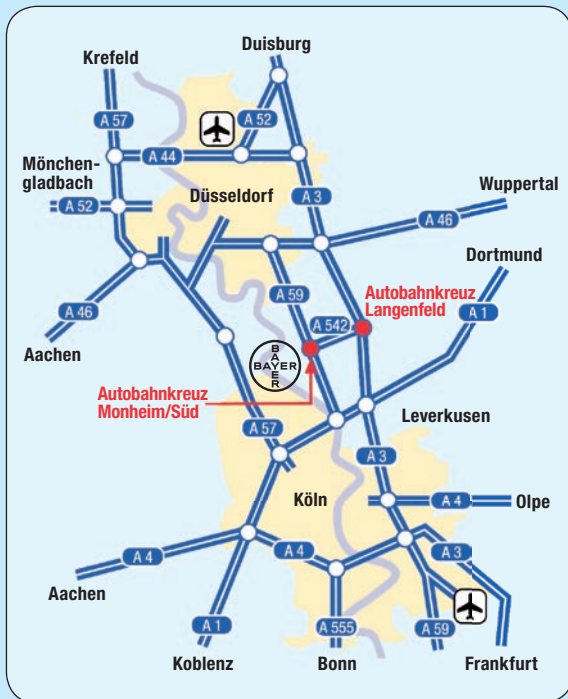 Duisburg
Krefeld
A 57
A 52
A 44
Mönchen-
gladbach
A 52
Düsseldorf
A 3
Wuppertal
A 46
Dortmund
A 59
A 46
Autobahnkreuz
Langenfeld
A 542
A 1
Aachen
BAYER
BAYER
Autobahnkreuz
Monheim/Süd
A 57
Leverkusen
A 3
Köln
A 4
Olpe
A 4
A 4
A 3
Aachen
A 1
A 555
A 59
Koblenz
Bonn
Frankfurt